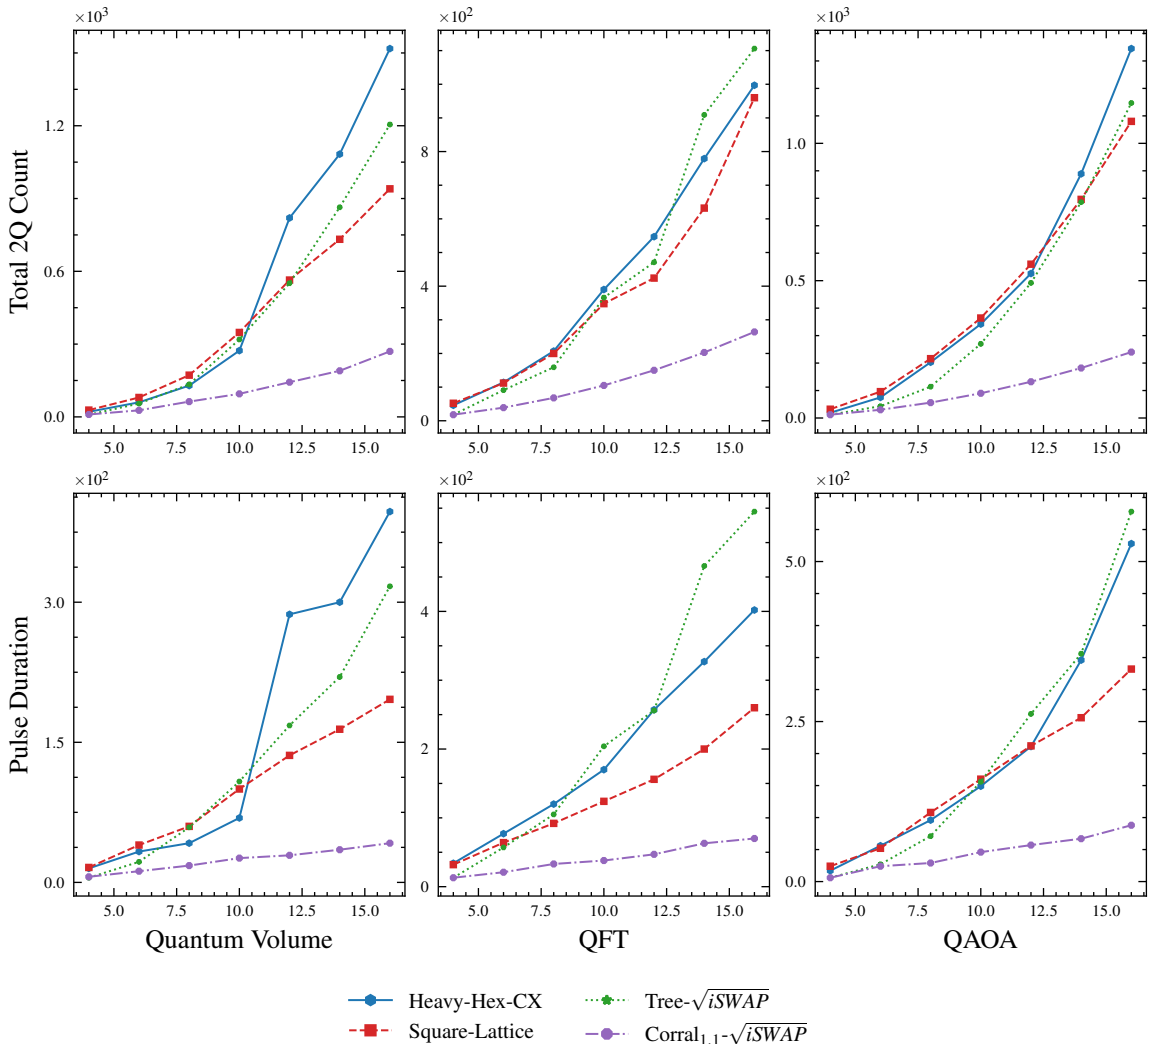 ×10³ ×10² ×10³
Total 2Q Count
1.2
0.6
0.0
8
4
0
1.0
0.5
0.0
5.0 7.5 10.0 12.5 15.0 5.0 7.5 10.0 12.5 15.0 5.0 7.5 10.0 12.5 15.0
×10² ×10² ×10²
Pulse Duration
3.0
1.5
0.0
4
2
0
5.0
2.5
0.0
5.0 7.5 10.0 12.5 15.0 5.0 7.5 10.0 12.5 15.0 5.0 7.5 10.0 12.5 15.0
Quantum Volume QFT QAOA
Heavy-Hex-CX Tree-√iSWAP
Square-Lattice Corral₁,₁-√iSWAP